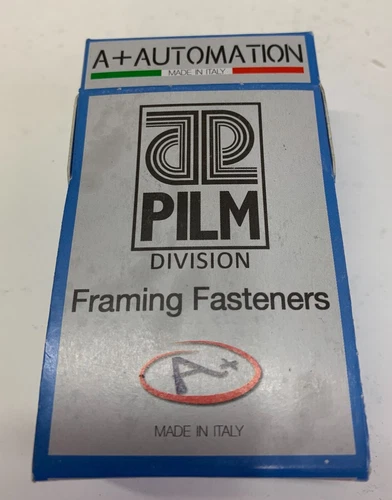 A+AUTOMATION
MADE IN ITALY
PILM
DIVISION
Framing Fasteners
A+
MADE IN ITALY